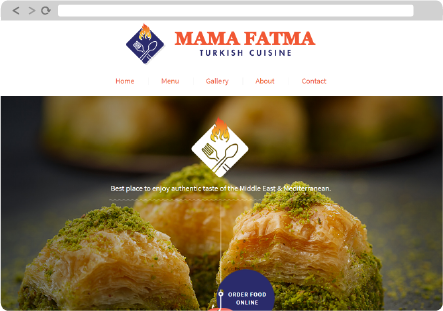 MAMA FATMA
TURKISH CUISINE
Home
Menu
Gallery
About
Contact
Best place to enjoy authentic taste of the Middle East & Mediterranean.
ORDER FOOD
ONLINE